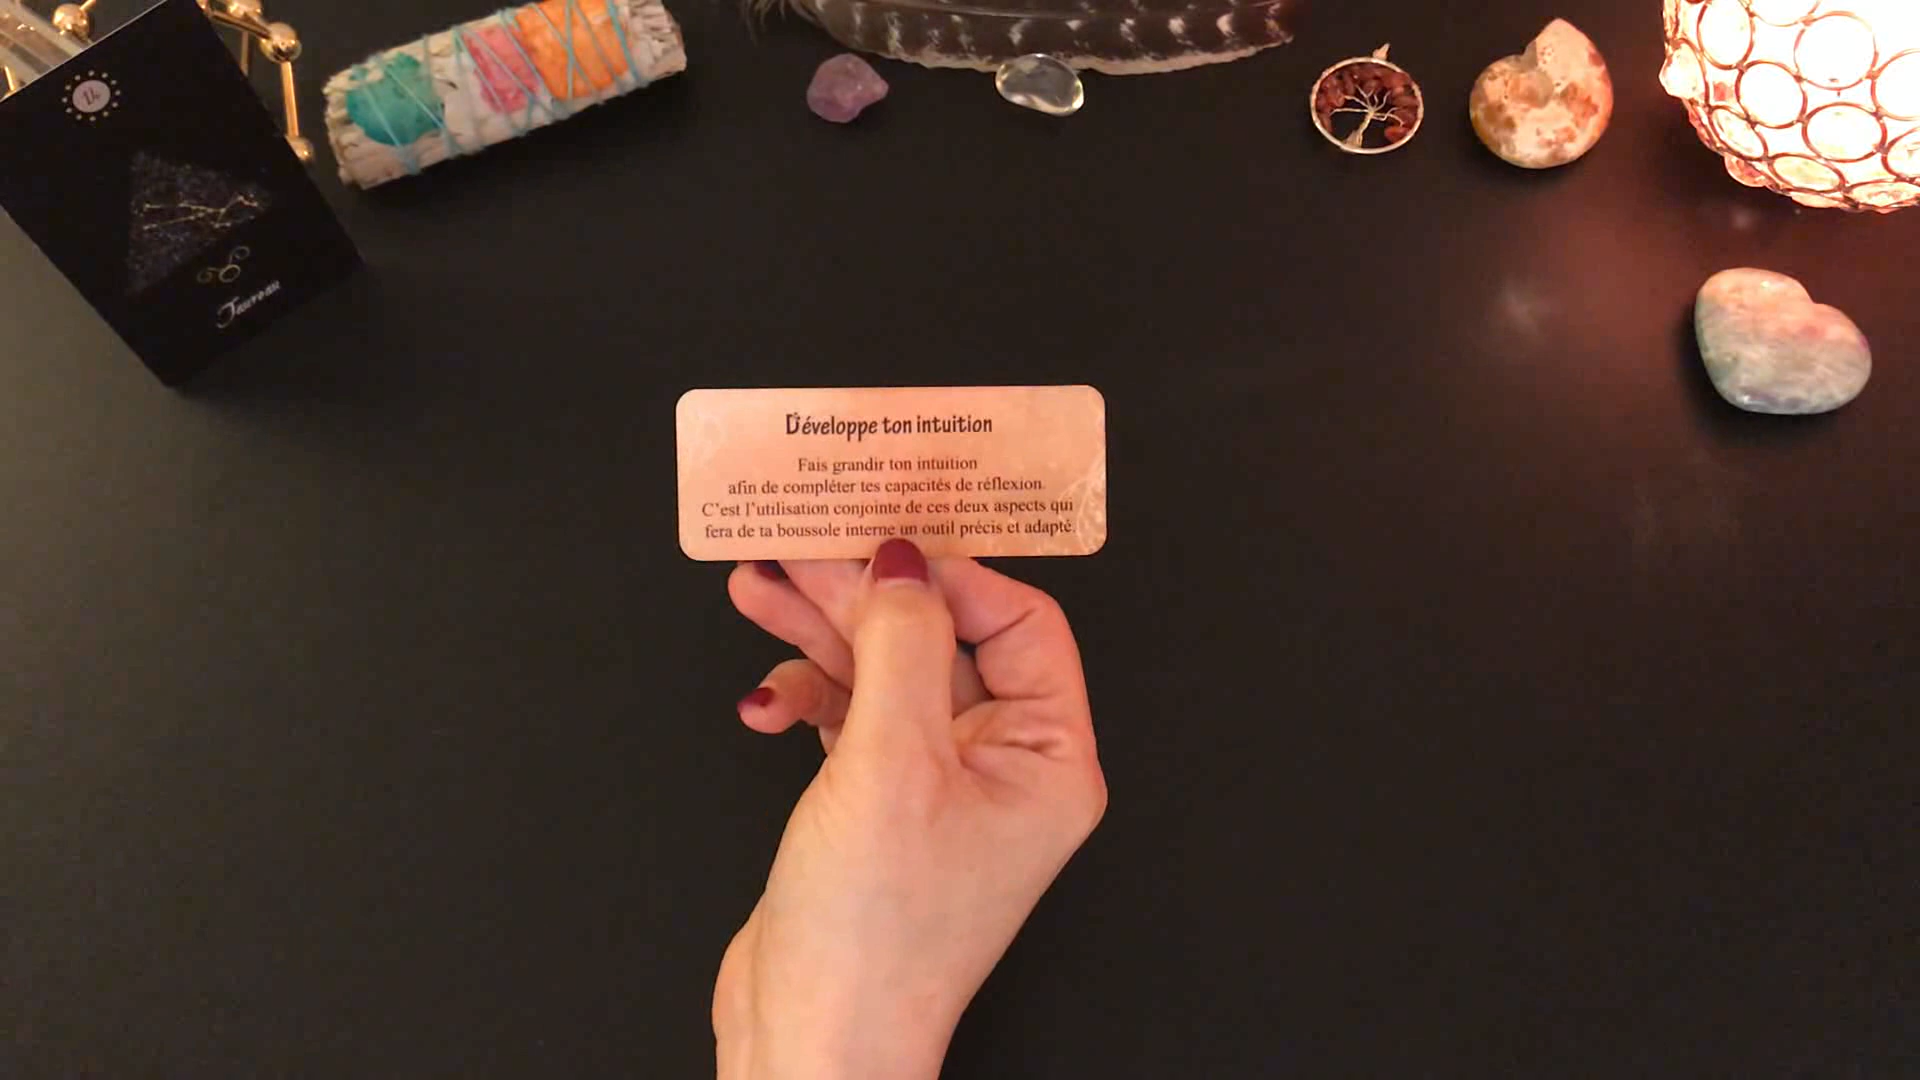 Taureau
Développe ton intuition
Fais grandir ton intuition
afin de compléter tes capacités de réflexion.
C'est l'utilisation conjointe de ces deux aspects qui
fera de ta boussole interne un outil précis et adapté.